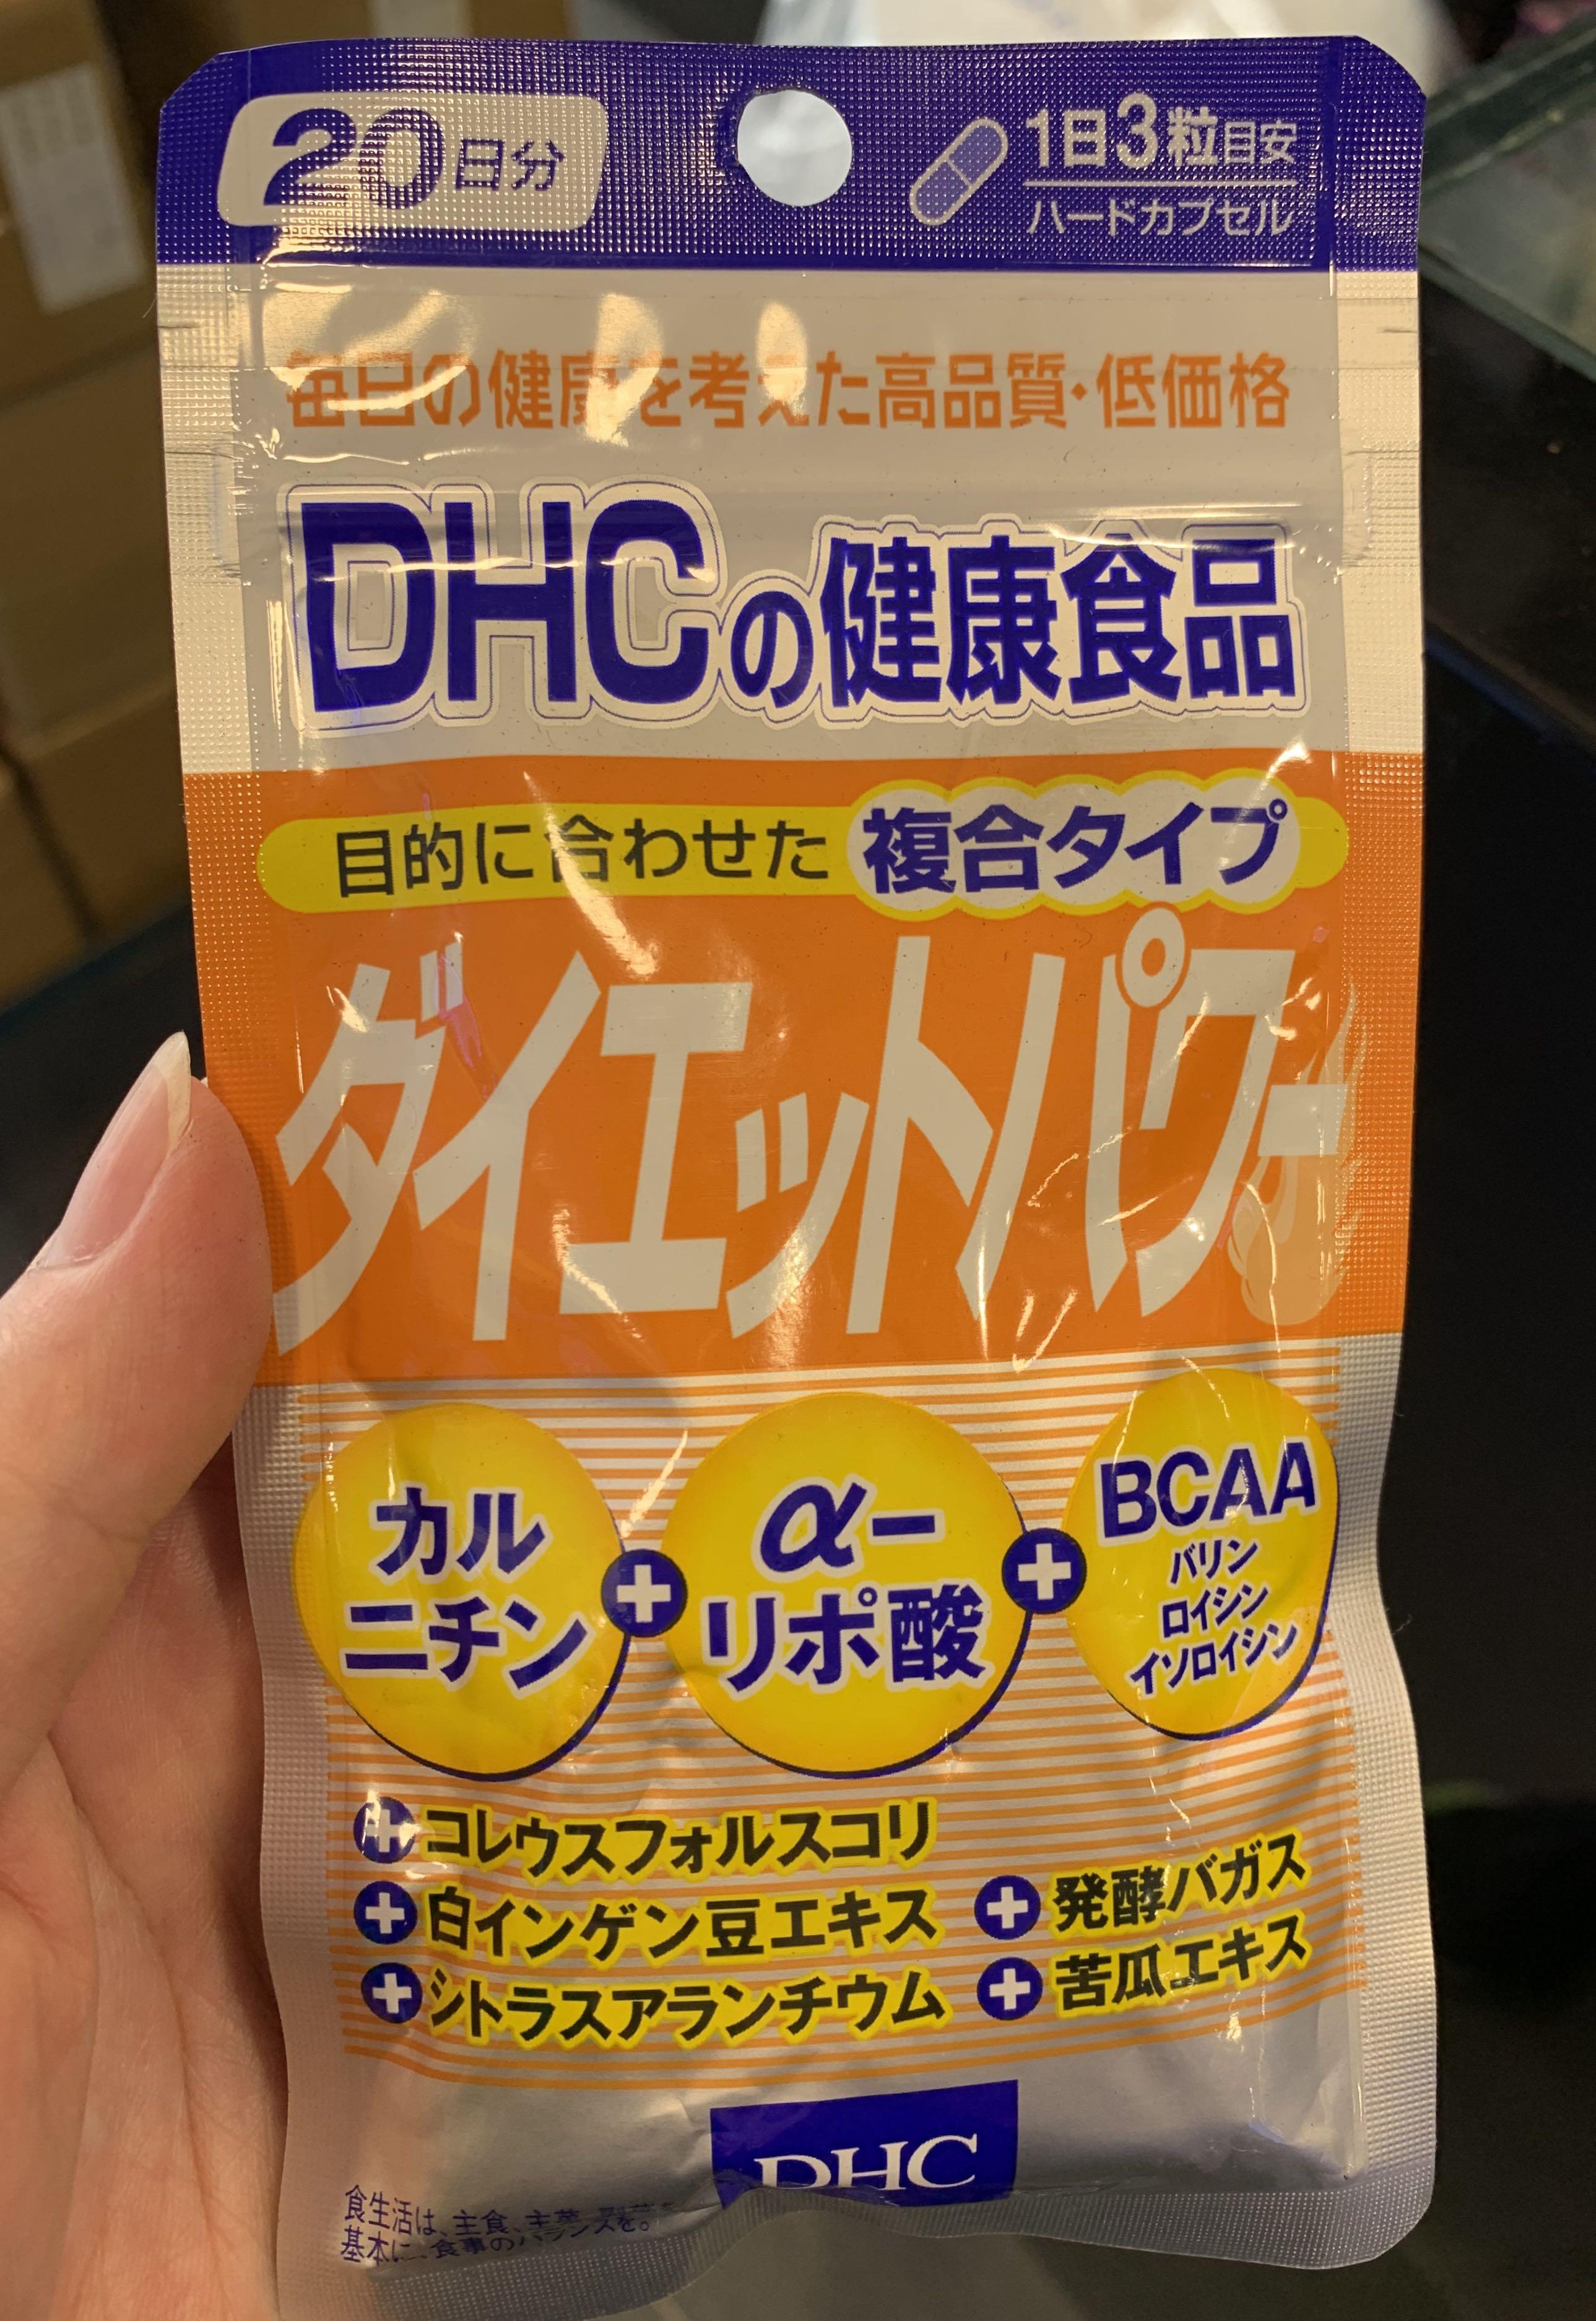 20日分
1日3粒目安
ハードカプセル
毎日の健康を考えた高品質・低価格
DHCの健康食品
目的に合わせた 複合タイプ
ダイエットパワー
カル
ニチン
+
α-
リポ酸
+
BCAA
バリン
ロイシン
イソロイシン
+コレウスフォルスコリ
+白インゲン豆エキス
+発酵バガス
+シトラスアランチウム
+苦瓜エキス
DHC
食生活は、主食、主菜、副菜を
基本に、食事のバランスを。